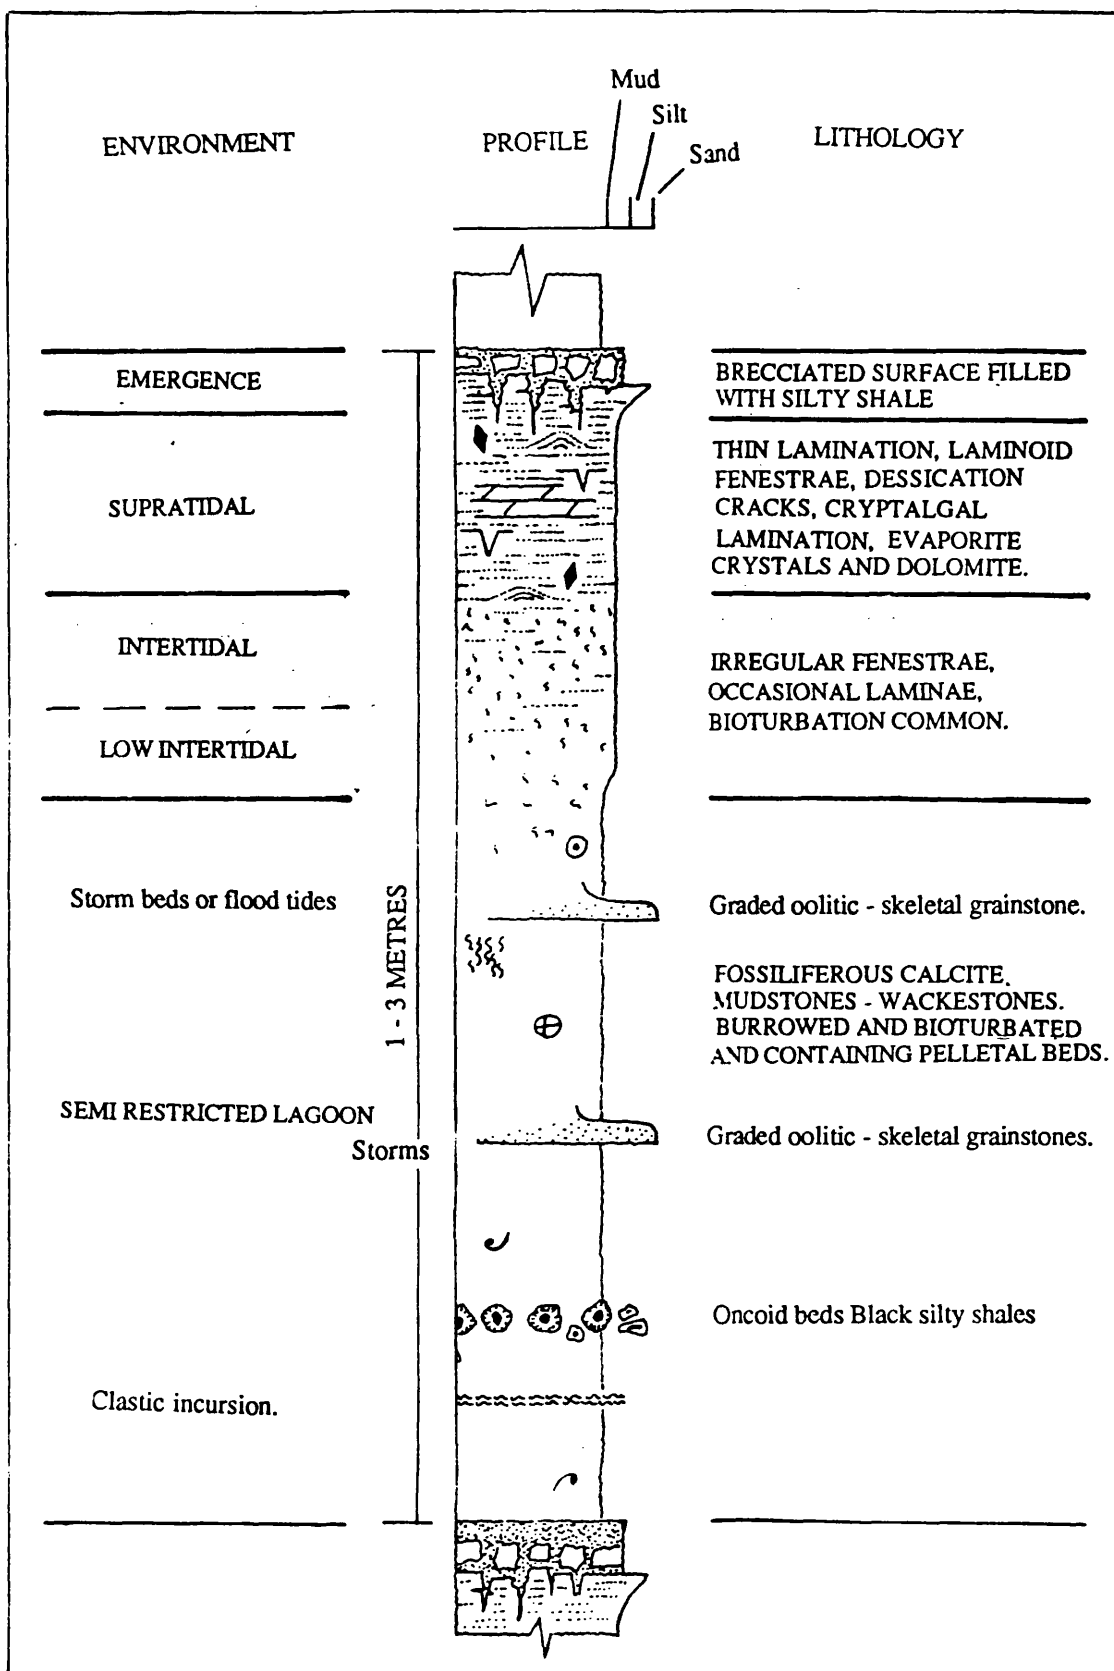 Mud
Silt
Sand
ENVIRONMENT
PROFILE
LITHOLOGY
EMERGENCE
BRECCIATED SURFACE FILLED
WITH SILTY SHALE
SUPRATIDAL
THIN LAMINATION, LAMINOID
FENESTRAE, DESSICATION
CRACKS, CRYPTALGAL
LAMINATION, EVAPORITE
CRYSTALS AND DOLOMITE.
INTERTIDAL
LOW INTERTIDAL
IRREGULAR FENESTRAE,
OCCASIONAL LAMINAE,
BIOTURBATION COMMON.
1 - 3 METRES
Storm beds or flood tides
Graded oolitic - skeletal grainstone.
FOSSILIFEROUS CALCITE.
MUDSTONES - WACKESTONES.
BURROWED AND BIOTURBATED
AND CONTAINING PELLETAL BEDS.
SEMI RESTRICTED LAGOON
Storms
Graded oolitic - skeletal grainstones.
Oncoid beds Black silty shales
Clastic incursion.